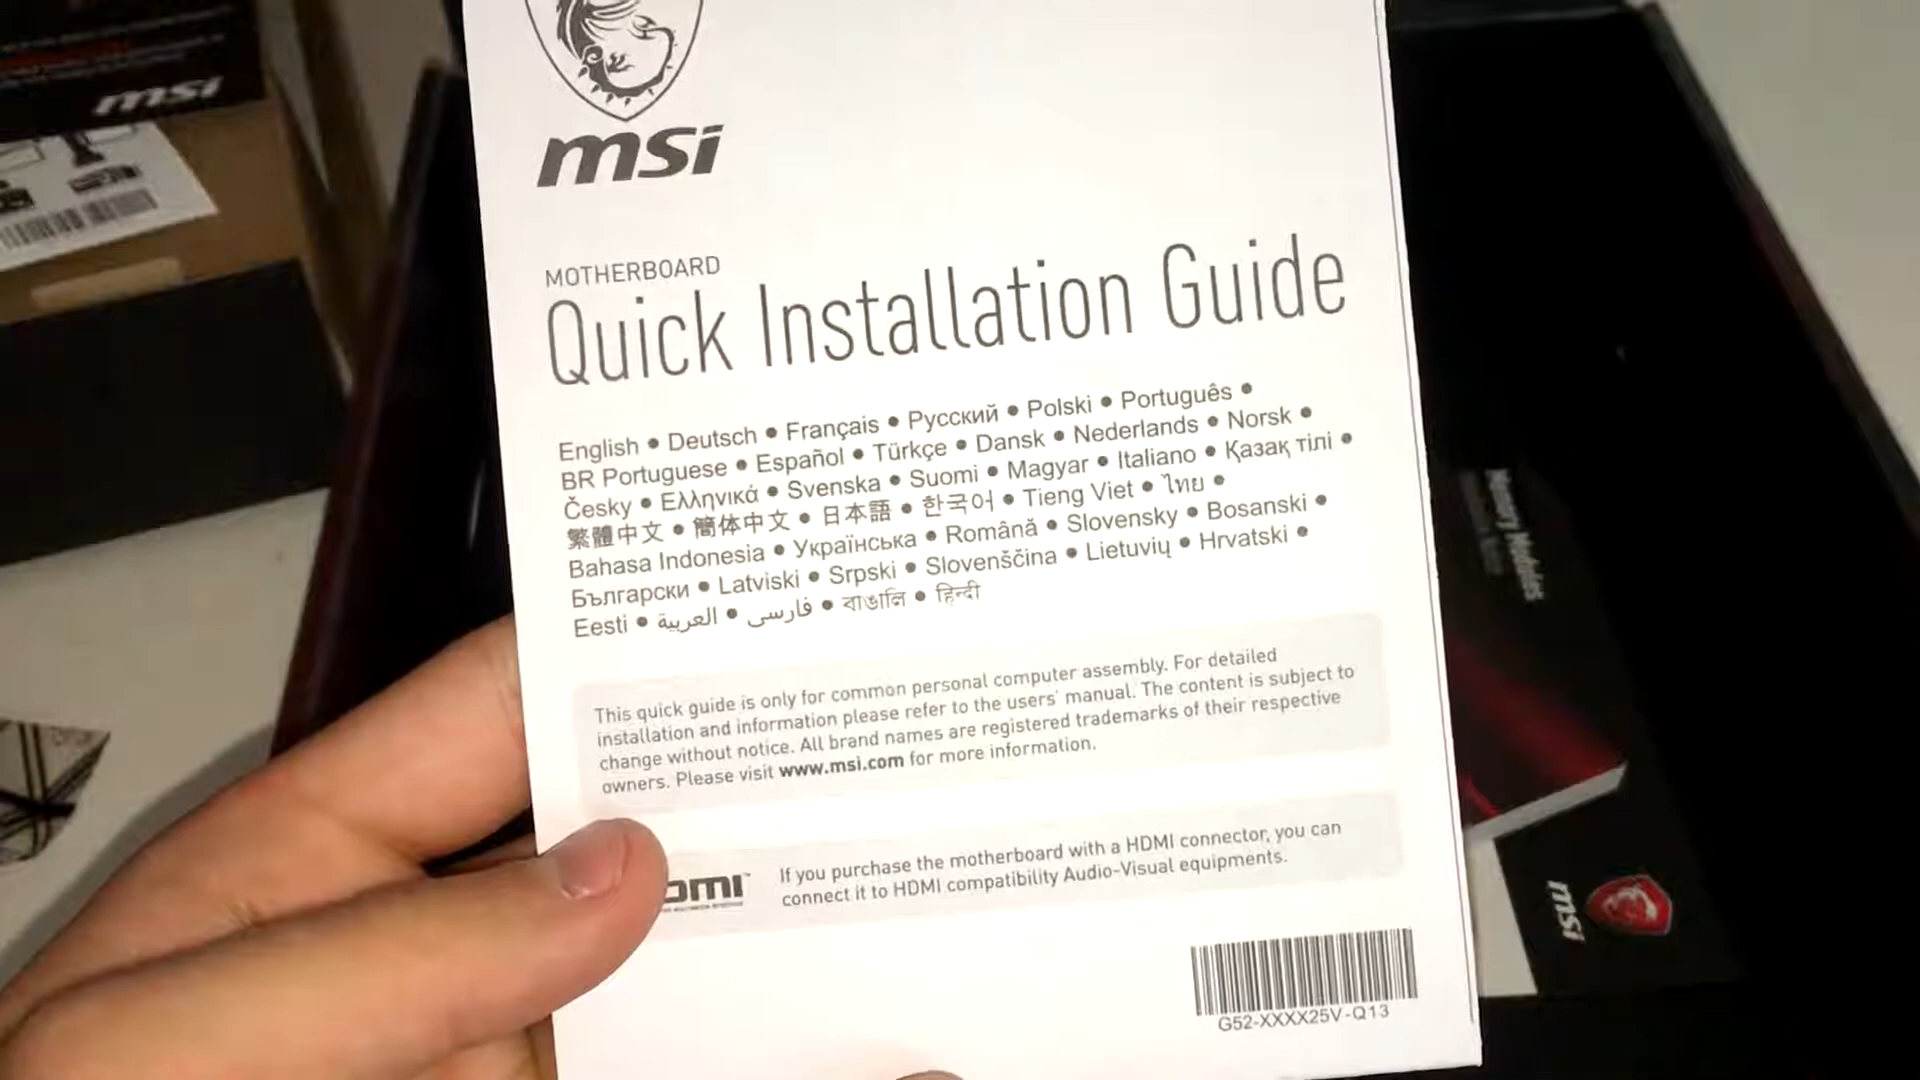 msi
msi
MOTHERBOARD
Quick Installation Guide
English • Deutsch • Français • Русский • Polski • Português •
BR Portuguese • Español • Türkçe • Dansk • Nederlands • Norsk •
Česky • Ελληνικά • Svenska • Suomi • Magyar • Italiano • Қазақ тілі •
繁體中文 • 簡体中文 • 日本語 • 한국어 • Tieng Viet • ไทย •
Bahasa Indonesia • Українська • Română • Slovensky • Bosanski •
Български • Latviski • Srpski • Slovenščina • Lietuvių • Hrvatski •
Eesti • العربية • فارسی • বাঙালি • हिन्दी
This quick guide is only for common personal computer assembly. For detailed
installation and information please refer to the users' manual. The content is subject to
change without notice. All brand names are registered trademarks of their respective
owners. Please visit www.msi.com for more information.
If you purchase the motherboard with a HDMI connector, you can
connect it to HDMI compatibility Audio-Visual equipments.
G52-XXXX25V-Q13
msi